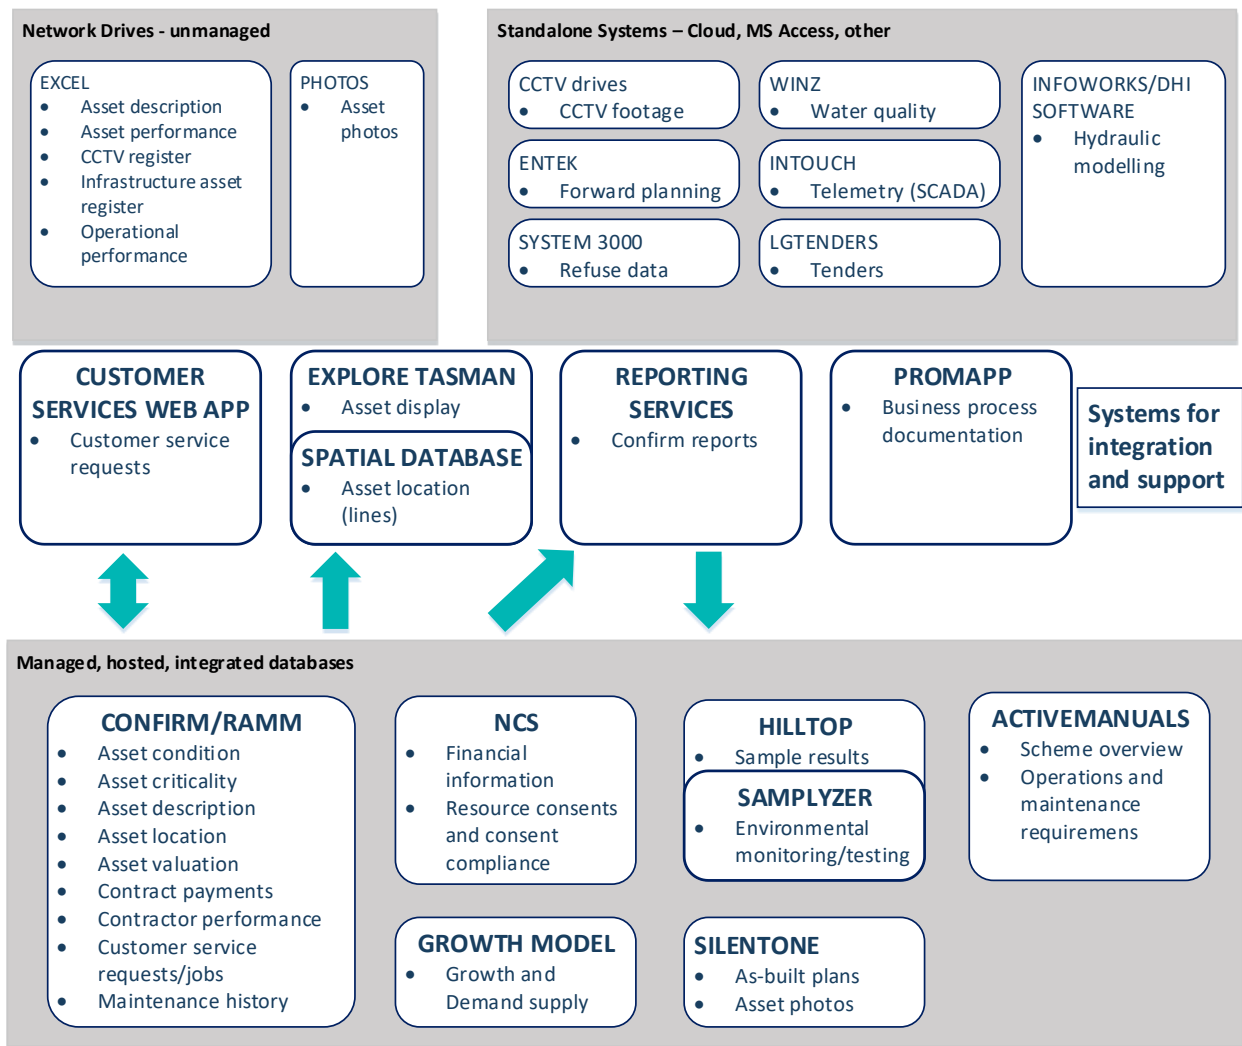 Network Drives - unmanaged
EXCEL
• Asset description
• Asset performance
• CCTV register
• Infrastructure asset
register
• Operational
performance
PHOTOS
• Asset
photos
Standalone Systems – Cloud, MS Access, other
CCTV drives
• CCTV footage
ENTEK
• Forward planning
SYSTEM 3000
• Refuse data
WINZ
• Water quality
INTOUCH
• Telemetry (SCADA)
LGTENDERS
• Tenders
INFOWORKS/DHI
SOFTWARE
• Hydraulic
modelling
CUSTOMER
SERVICES WEB APP
• Customer service
requests
EXPLORE TASMAN
• Asset display
SPATIAL DATABASE
• Asset location
(lines)
REPORTING
SERVICES
• Confirm reports
PROMAPP
• Business process
documentation
Systems for
integration
and support
Managed, hosted, integrated databases
CONFIRM/RAMM
• Asset condition
• Asset criticality
• Asset description
• Asset location
• Asset valuation
• Contract payments
• Contractor performance
• Customer service
requests/jobs
• Maintenance history
NCS
• Financial
information
• Resource consents
and consent
compliance
GROWTH MODEL
• Growth and
Demand supply
HILLTOP
• Sample results
SAMPLYZER
• Environmental
monitoring/testing
SILENTONE
• As-built plans
• Asset photos
ACTIVEMANUALS
• Scheme overview
• Operations and
maintenance
requiremens